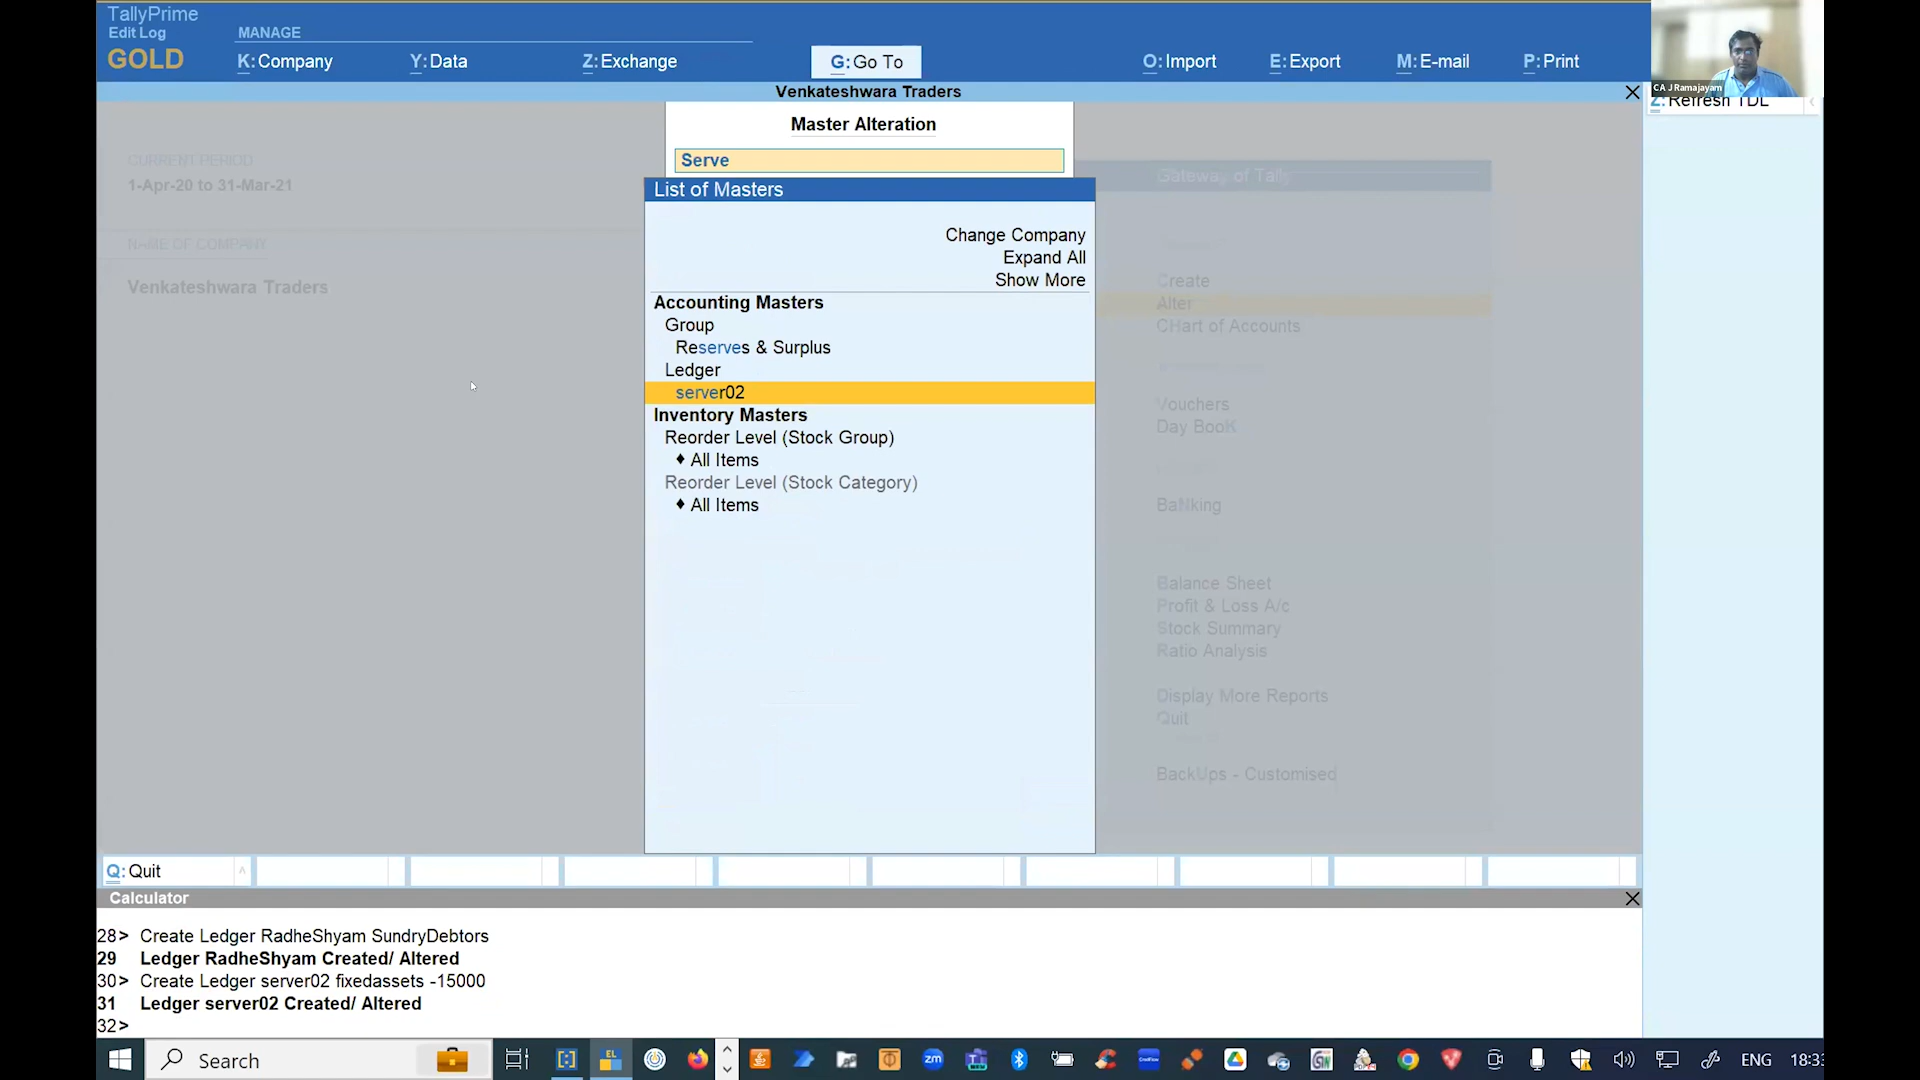 TallyPrime
Edit Log
GOLD
MANAGE
K:Company
Y:Data
Z:Exchange
G:Go To
O:Import
E:Export
M:E-mail
P:Print
CA J Ramajayam
Venkateshwara Traders
Z:Refresh TDL
Master Alteration
Serve
CURRENT PERIOD
1-Apr-20 to 31-Mar-21
NAME OF COMPANY
Venkateshwara Traders
List of Masters
Change Company
Expand All
Show More
Accounting Masters
Group
Reserves & Surplus
Ledger
server02
Inventory Masters
Reorder Level (Stock Group)
♦ All Items
Reorder Level (Stock Category)
♦ All Items
Gateway of Tally
Create
Alter
CHart of Accounts
Vouchers
Day BooK
BaNking
Balance Sheet
Profit & Loss A/c
Stock Summary
Ratio Analysis
Display More Reports
Quit
BackUps - Customised
Q:Quit
Calculator
28> Create Ledger RadheShyam SundryDebtors
29 Ledger RadheShyam Created/ Altered
30> Create Ledger server02 fixedassets -15000
31 Ledger server02 Created/ Altered
32>
Search
EL
zm
ENG
18:33